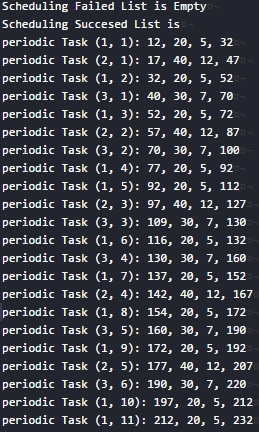 Scheduling Failed List is Empty
Scheduling Succesed List is
periodic Task (1, 1): 12, 20, 5, 32
periodic Task (2, 1): 17, 40, 12, 47
periodic Task (1, 2): 32, 20, 5, 52
periodic Task (3, 1): 40, 30, 7, 70
periodic Task (1, 3): 52, 20, 5, 72
periodic Task (2, 2): 57, 40, 12, 87
periodic Task (3, 2): 70, 30, 7, 100
periodic Task (1, 4): 77, 20, 5, 92
periodic Task (1, 5): 92, 20, 5, 112
periodic Task (2, 3): 97, 40, 12, 127
periodic Task (3, 3): 109, 30, 7, 130
periodic Task (1, 6): 116, 20, 5, 132
periodic Task (3, 4): 130, 30, 7, 160
periodic Task (1, 7): 137, 20, 5, 152
periodic Task (2, 4): 142, 40, 12, 167
periodic Task (1, 8): 154, 20, 5, 172
periodic Task (3, 5): 160, 30, 7, 190
periodic Task (1, 9): 172, 20, 5, 192
periodic Task (2, 5): 177, 40, 12, 207
periodic Task (3, 6): 190, 30, 7, 220
periodic Task (1, 10): 197, 20, 5, 212
periodic Task (1, 11): 212, 20, 5, 232